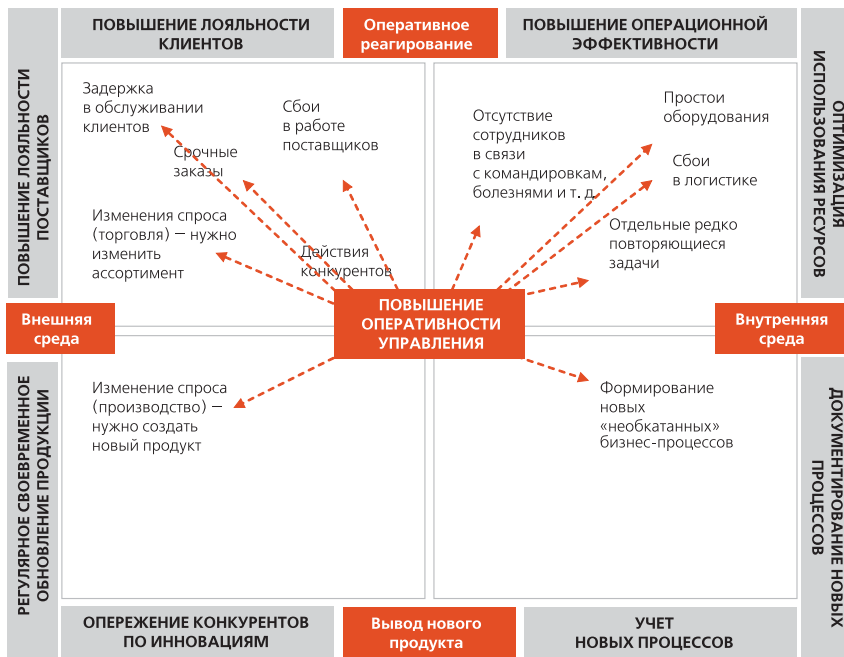 ПОВЫШЕНИЕ ЛОЯЛЬНОСТИ
КЛИЕНТОВ
Оперативное
реагирование
ПОВЫШЕНИЕ ОПЕРАЦИОННОЙ
ЭФФЕКТИВНОСТИ
ПОВЫШЕНИЕ ЛОЯЛЬНОСТИ
ПОСТАВЩИКОВ
Задержка
в обслуживании
клиентов
Срочные
заказы
Сбои
в работе
поставщиков
Изменения спроса
(торговля) — нужно
изменить
ассортимент
Действия
конкурентов
Отсутствие
сотрудников
в связи
с командировкам,
болезнями и т. д.
Простои
оборудования
Сбои
в логистике
Отдельные редко
повторяющиеся
задачи
ОПТИМИЗАЦИЯ
ИСПОЛЬЗОВАНИЯ РЕСУРСОВ
Внешняя
среда
ПОВЫШЕНИЕ
ОПЕРАТИВНОСТИ
УПРАВЛЕНИЯ
Внутренняя
среда
РЕГУЛЯРНОЕ СВОЕВРЕМЕННОЕ
ОБНОВЛЕНИЕ ПРОДУКЦИИ
Изменение спроса
(производство) —
нужно создать
новый продукт
Формирование
новых
«необкатанных»
бизнес-процессов
ДОКУМЕНТИРОВАНИЕ НОВЫХ
ПРОЦЕССОВ
ОПЕРЕЖЕНИЕ КОНКУРЕНТОВ
ПО ИННОВАЦИЯМ
Вывод нового
продукта
УЧЕТ
НОВЫХ ПРОЦЕССОВ